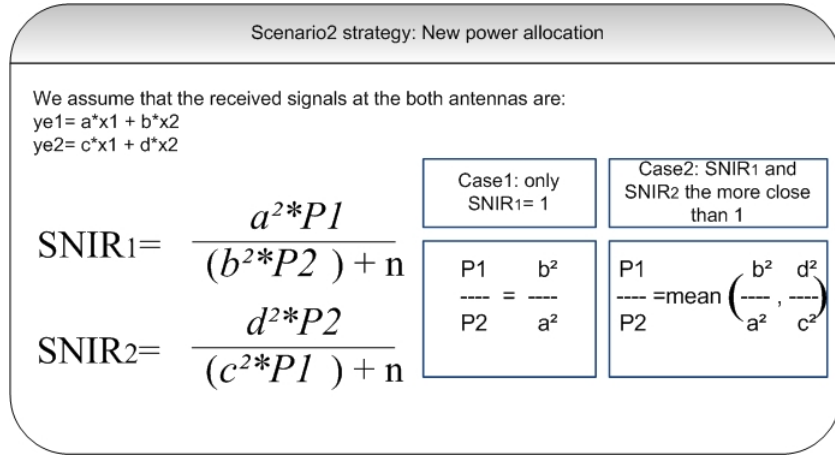 Scenario2 strategy: New power allocation
We assume that the received signals at the both antennas are:
ye1= a*x1 + b*x2
ye2= c*x1 + d*x2
SNIR1= a²*P1
(b²*P2 ) + n
SNIR2= d²*P2
(c²*P1 ) + n
Case1: only
SNIR1= 1
P1 b²
---- = ----
P2 a²
Case2: SNIR1 and
SNIR2 the more close
than 1
P1 b² d²
---- =mean ( ---- , ---- )
P2 a² c²